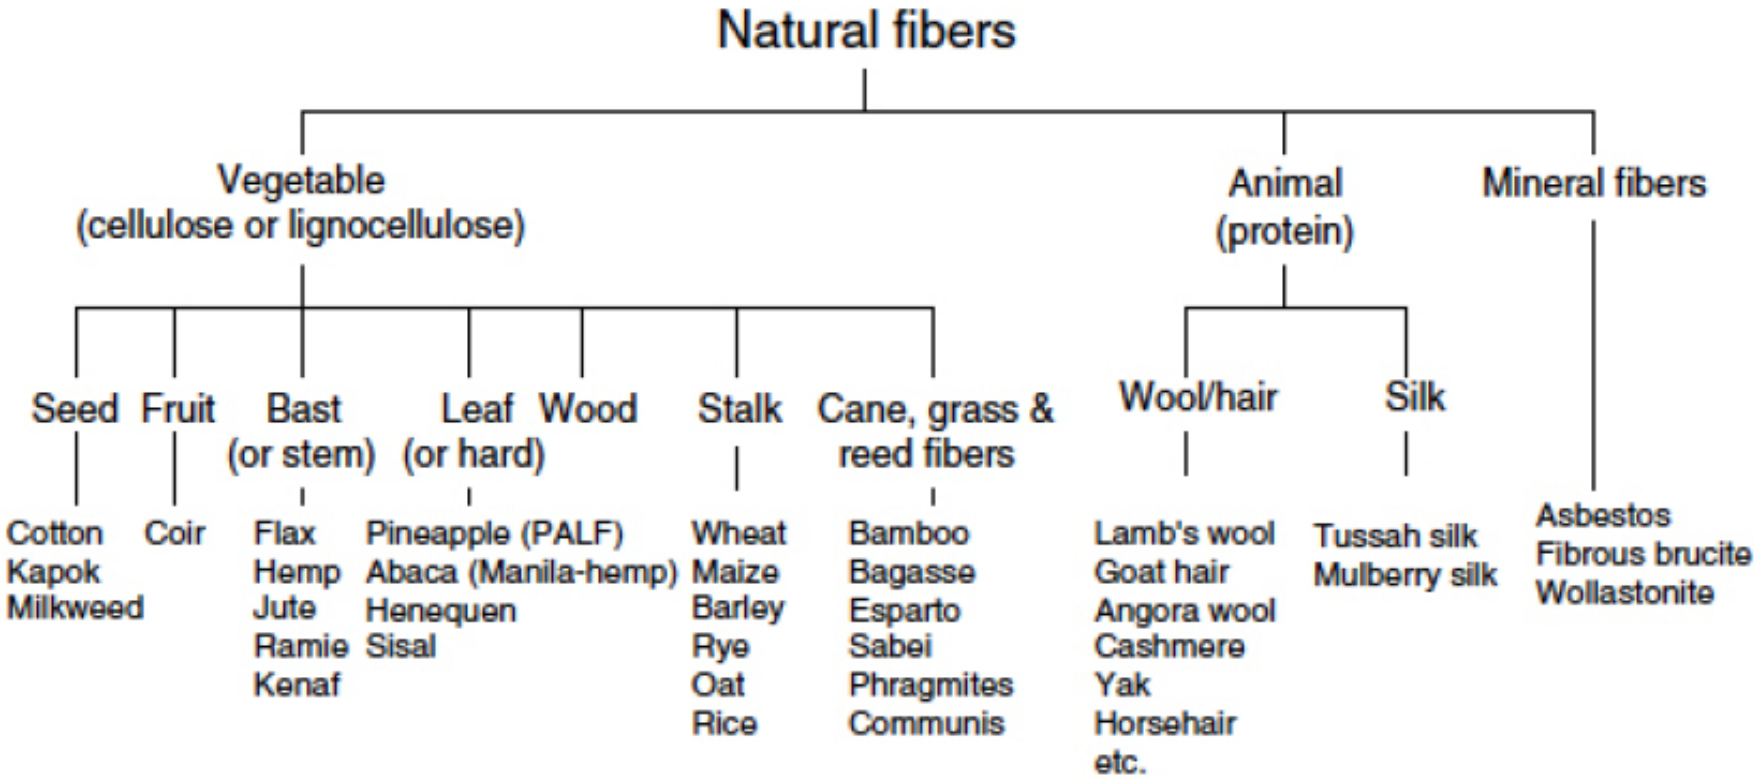 Natural fibers
Vegetable
(cellulose or lignocellulose)
Animal
(protein)
Mineral fibers
Seed
Fruit
Bast
(or stem)
Leaf
(or hard)
Wood
Stalk
Cane, grass &
reed fibers
Wool/hair
Silk
Cotton
Kapok
Milkweed
Coir
Flax
Hemp
Jute
Ramie
Kenaf
Pineapple (PALF)
Abaca (Manila-hemp)
Henequen
Sisal
Wheat
Maize
Barley
Rye
Oat
Rice
Bamboo
Bagasse
Esparto
Sabei
Phragmites
Communis
Lamb's wool
Goat hair
Angora wool
Cashmere
Yak
Horsehair
etc.
Tussah silk
Mulberry silk
Asbestos
Fibrous brucite
Wollastonite